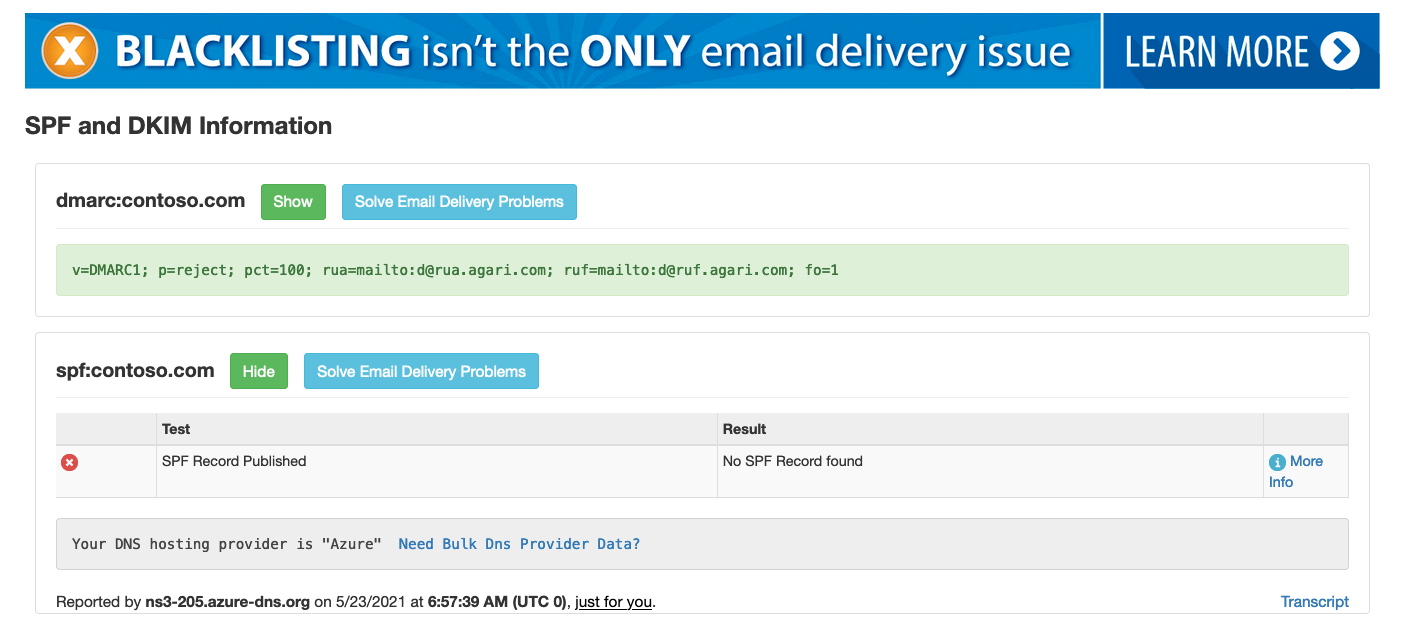 BLACKLISTING isn't the ONLY email delivery issue
LEARN MORE
SPF and DKIM Information
dmarc:contoso.com
Show
Solve Email Delivery Problems
v=DMARC1; p=reject; pct=100; rua=mailto:d@rua.agari.com; ruf=mailto:d@ruf.agari.com; fo=1
spf:contoso.com
Hide
Solve Email Delivery Problems
Test
Result
SPF Record Published
No SPF Record found
More
Info
Your DNS hosting provider is "Azure" Need Bulk Dns Provider Data?
Reported by ns3-205.azure-dns.org on 5/23/2021 at 6:57:39 AM (UTC 0), just for you.
Transcript